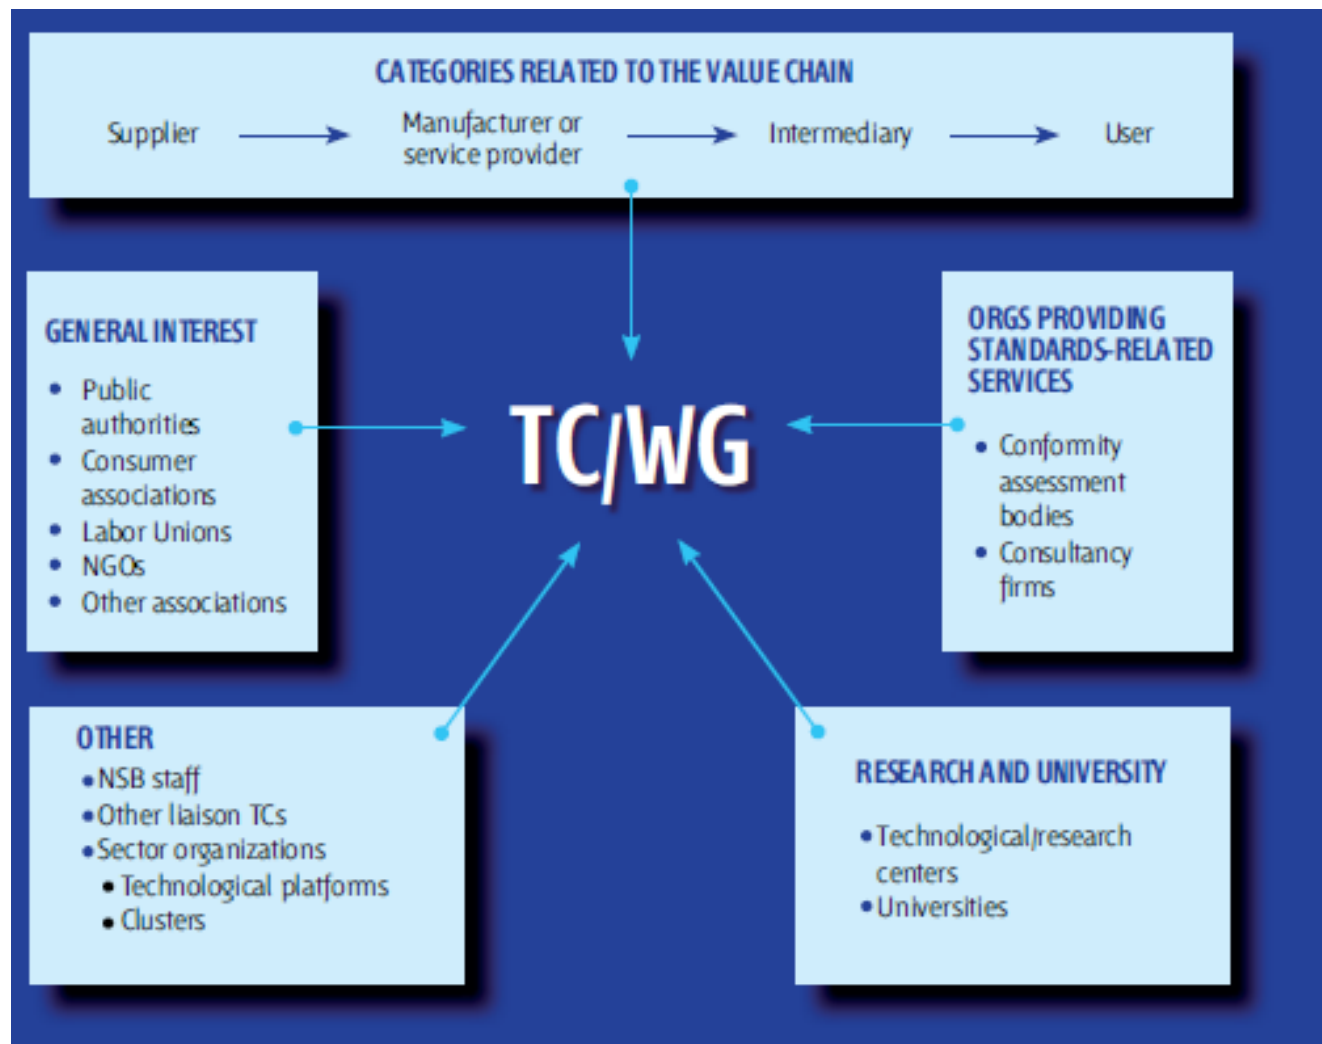 CATEGORIES RELATED TO THE VALUE CHAIN
Supplier
Manufacturer or
service provider
Intermediary
User
GENERAL INTEREST
• Public
authorities
• Consumer
associations
• Labor Unions
• NGOs
• Other associations
TC/WG
ORGS PROVIDING
STANDARDS-RELATED
SERVICES
• Conformity
assessment
bodies
• Consultancy
firms
OTHER
• NSB staff
• Other liaison TCs
• Sector organizations
• Technological platforms
• Clusters
RESEARCH AND UNIVERSITY
• Technological/research
centers
• Universities